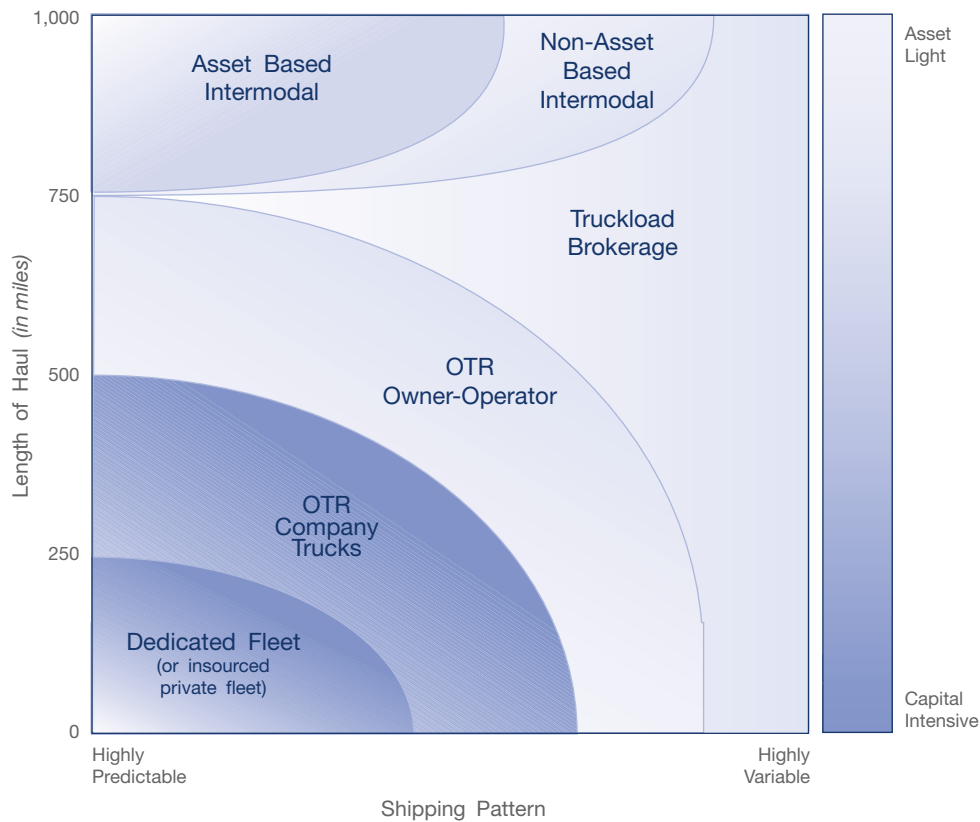 1,000
Asset Based
Intermodal
Non-Asset
Based
Intermodal
Asset
Light
750
Truckload
Brokerage
Length of Haul (in miles)
500
OTR
Owner-Operator
OTR
Company
Trucks
250
Dedicated Fleet
(or insourced
private fleet)
0
Capital
Intensive
Highly
Predictable
Highly
Variable
Shipping Pattern